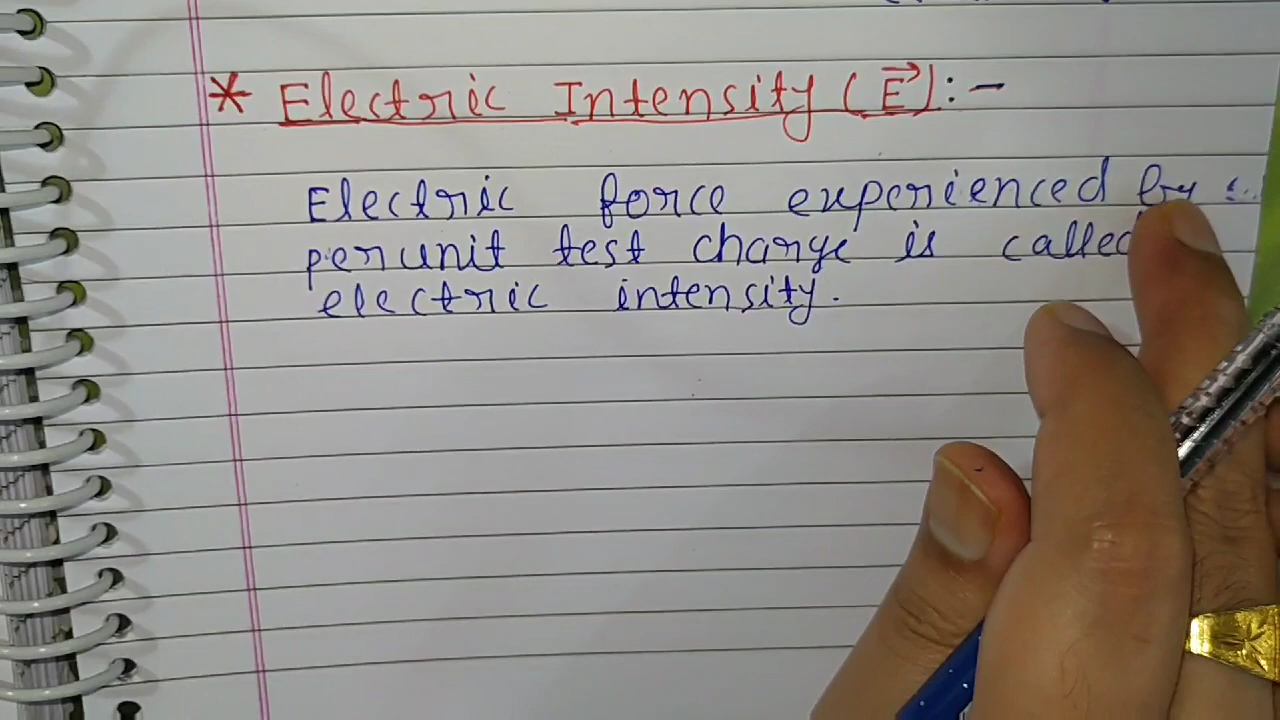 * Electric Intensity (E⃗):-
Electric force experienced by
per unit test charge is called
electric intensity.